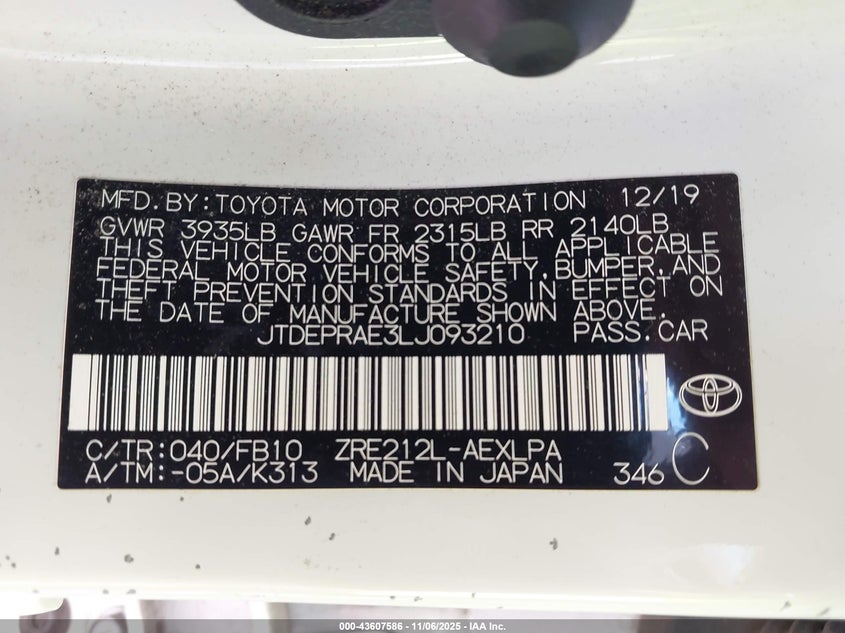 MFD.BY:TOYOTA MOTOR CORPORATION 12/19
GVWR 3935LB GAWR FR 2315LB RR 2140LB
THIS VEHICLE CONFORMS TO ALL APPLICABLE
FEDERAL MOTOR VEHICLE SAFETY,BUMPER,AND
THEFT PREVENTION STANDARDS IN EFFECT ON
THE DATE OF MANUFACTURE SHOWN ABOVE.
JTDEPRAE3LJ093210 PASS.CAR
C/TR:040/FB10 ZRE212L-AEXLPA
A/TM:-05A/K313 MADE IN JAPAN 346 C
000-43607586 - 11/06/2025 - IAA Inc.